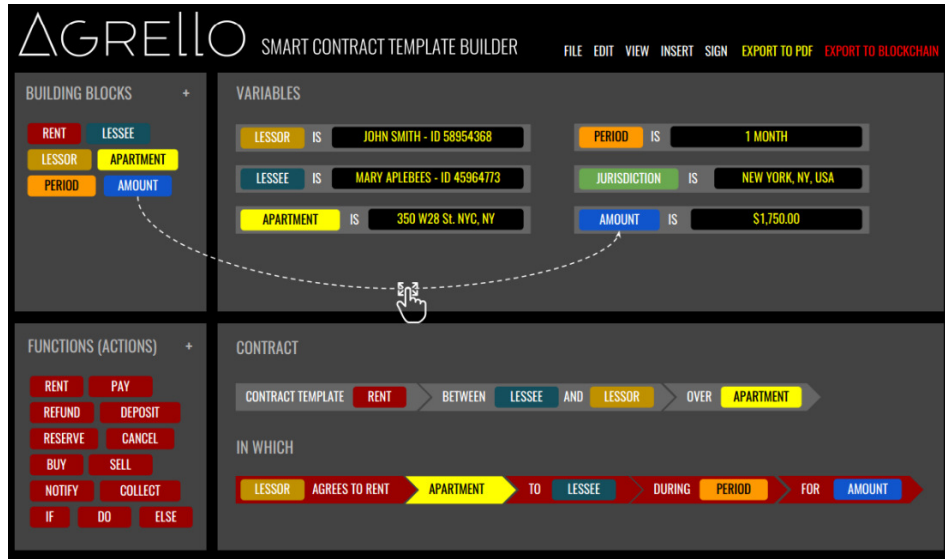 AGRELLO SMART CONTRACT TEMPLATE BUILDER FILE EDIT VIEW INSERT SIGN EXPORT TO PDF EXPORT TO BLOCKCHAIN
BUILDING BLOCKS +
RENT LESSEE
LESSOR APARTMENT
PERIOD AMOUNT
VARIABLES
LESSOR IS JOHN SMITH - ID 58954368
PERIOD IS 1 MONTH
LESSEE IS MARY APLEBEES - ID 45964773
JURISDICTION IS NEW YORK, NY, USA
APARTMENT IS 350 W28 St. NYC, NY
AMOUNT IS $1,750.00
FUNCTIONS (ACTIONS) +
RENT PAY
REFUND DEPOSIT
RESERVE CANCEL
BUY SELL
NOTIFY COLLECT
IF DO ELSE
CONTRACT
CONTRACT TEMPLATE RENT BETWEEN LESSEE AND LESSOR OVER APARTMENT
IN WHICH
LESSOR AGREES TO RENT APARTMENT TO LESSEE DURING PERIOD FOR AMOUNT